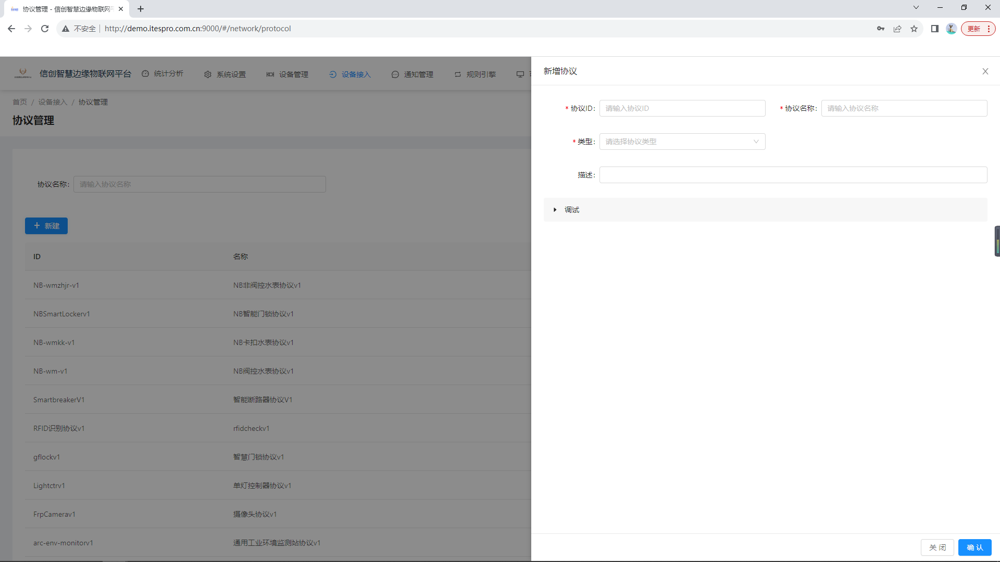 协议管理 - 信创智慧边缘物联网平
不安全 http://demo.itespro.com.cn:9000/#/network/protocol 更新
信创智慧边缘物联网平台 统计分析 系统设置 设备管理 设备接入 通知管理 规则引擎
首页 / 设备接入 / 协议管理
协议管理
协议名称: 请输入协议名称
新建
ID 名称
NB-wmzhjr-v1 NB非阀控水表协议v1
NBSmartLockerv1 NB智能门锁协议v1
NB-wmkk-v1 NB卡扣水表协议v1
NB-wm-v1 NB阀控水表协议v1
SmartbreakerV1 智能断路器协议V1
RFID识别协议v1 rfidcheckv1
gflockv1 智慧门锁协议v1
Lightctrv1 单灯控制器协议v1
FrpCamerav1 摄像头协议v1
arc-env-monitorv1 通用工业环境监测站协议v1
新增协议
* 协议ID: 请输入协议ID * 协议名称: 请输入协议名称
* 类型: 请选择协议类型
描述:
调试
关 闭 确 认